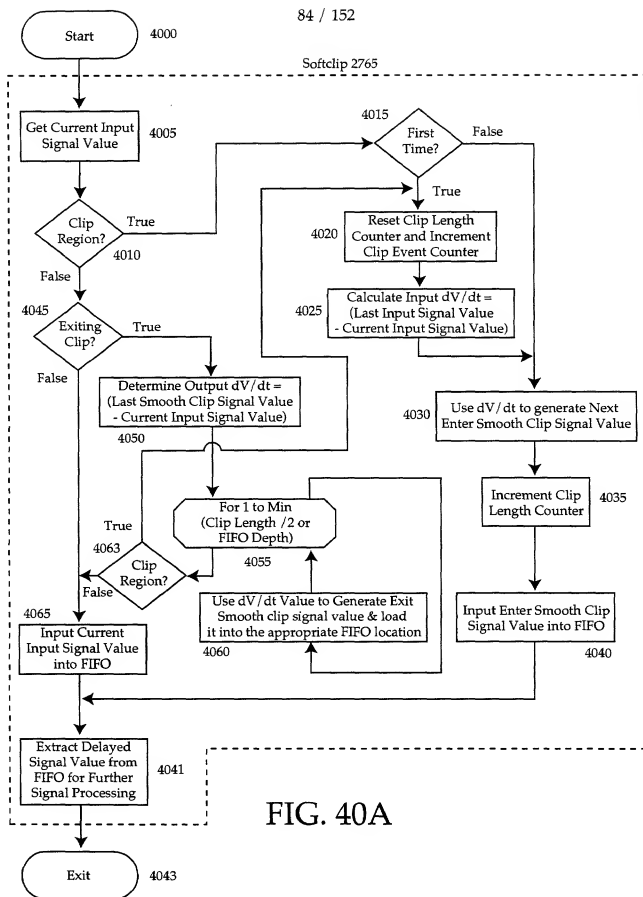 84 / 152
Start
4000
Softclip 2765
Get Current Input
Signal Value
4005
4015
First
Time?
False
True
Clip
Region?
True
4010
False
4020
Reset Clip Length
Counter and Increment
Clip Event Counter
4045
Exiting
Clip?
True
False
4025
Calculate Input dV/dt=
(Last Input Signal Value
- Current Input Signal Value)
Determine Output dV/dt=
(Last Smooth Clip Signal Value
- Current Input Signal Value)
4050
4030
Use dV/dt to generate Next
Enter Smooth Clip Signal Value
For 1 to Min
(Clip Length /2 or
FIFO Depth)
4055
Increment Clip
Length Counter
4035
True
4063
Clip
Region?
False
Use dV/dt Value to Generate Exit
Smooth clip signal value & load
it into the appropriate FIFO location
4060
4065
Input Current
Input Signal Value
into FIFO
Input Enter Smooth Clip
Signal Value into FIFO
4040
Extract Delayed
Signal Value from
FIFO for Further
Signal Processing
4041
FIG. 40A
Exit
4043